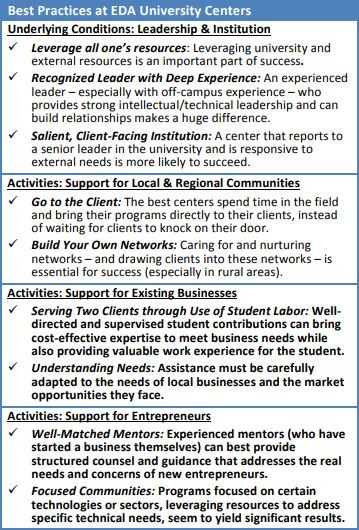 Best Practices at EDA University Centers
Underlying Conditions: Leadership & Institution
✓ Leverage all one's resources: Leveraging university and
external resources is an important part of success.
✓ Recognized Leader with Deep Experience: An experienced
leader – especially with off-campus experience – who
provides strong intellectual/technical leadership and can
build relationships makes a huge difference.
✓ Salient, Client-Facing Institution: A center that reports to
a senior leader in the university and is responsive to
external needs is more likely to succeed.
Activities: Support for Local & Regional Communities
✓ Go to the Client: The best centers spend time in the field
and bring their programs directly to their clients, instead
of waiting for clients to knock on their door.
✓ Build Your Own Networks: Caring for and nurturing
networks – and drawing clients into these networks – is
essential for success (especially in rural areas).
Activities: Support for Existing Businesses
✓ Serving Two Clients through Use of Student Labor: Well-
directed and supervised student contributions can bring
cost-effective expertise to meet business needs while
also providing valuable work experience for the student.
✓ Understanding Needs: Assistance must be carefully
adapted to the needs of local businesses and the market
opportunities they face.
Activities: Support for Entrepreneurs
✓ Well-Matched Mentors: Experienced mentors (who have
started a business themselves) can best provide
structured counsel and guidance that addresses the real
needs and concerns of new entrepreneurs.
✓ Focused Communities: Programs focused on certain
technologies or sectors, leveraging resources to address
specific technical needs, seem to yield significant results.